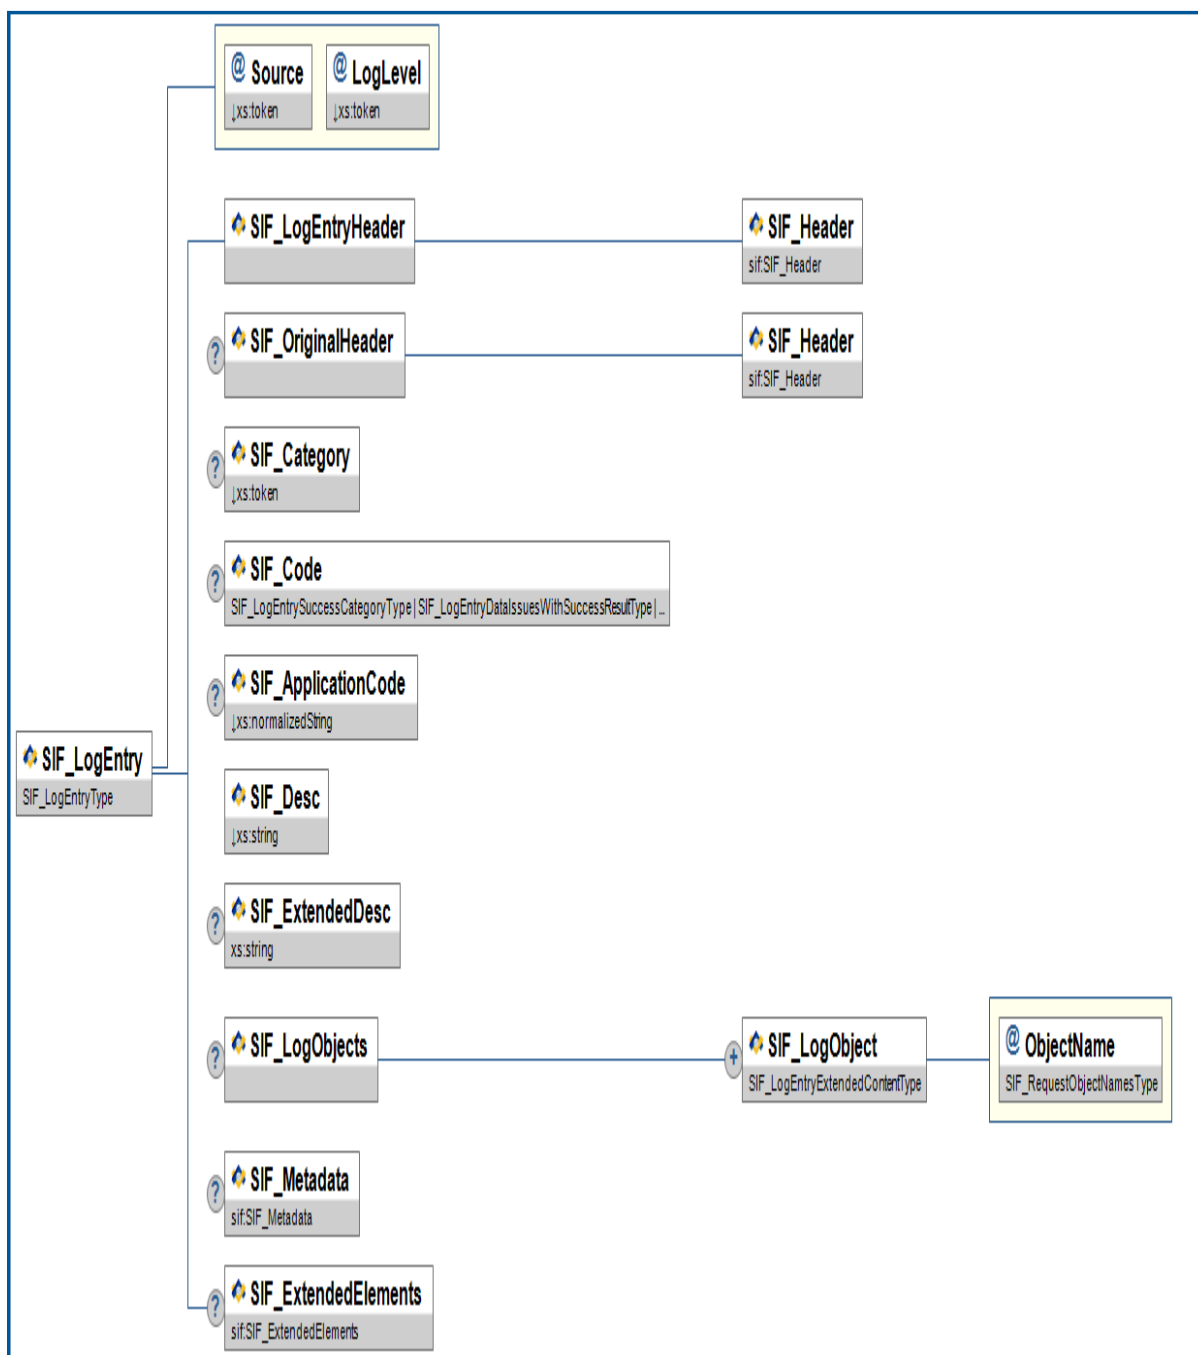 @ Source
↓xs:token
@ LogLevel
↓xs:token
SIF_LogEntryHeader
SIF_Header
sif:SIF_Header
? SIF_OriginalHeader
SIF_Header
sif:SIF_Header
? SIF_Category
↓xs:token
? SIF_Code
SIF_LogEntrySuccessCategoryType | SIF_LogEntryDataIssuesWithSuccessResultType | ...
? SIF_ApplicationCode
↓xs:normalizedString
SIF_LogEntry
SIF_LogEntryType
SIF_Desc
↓xs:string
? SIF_ExtendedDesc
xs:string
? SIF_LogObjects
+ SIF_LogObject
SIF_LogEntryExtendedContentType
@ ObjectName
SIF_RequestObjectNamesType
? SIF_Metadata
sif:SIF_Metadata
? SIF_ExtendedElements
sif:SIF_ExtendedElements